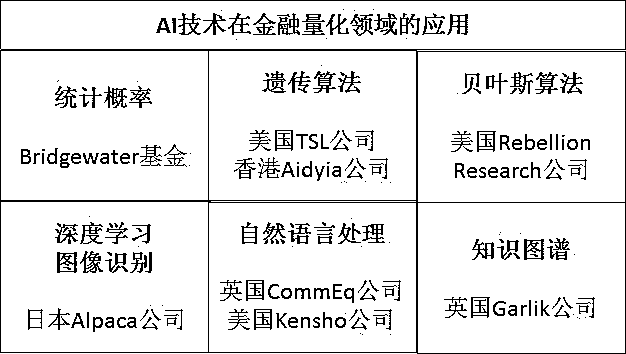 AI技术在金融量化领域的应用
统计概率
Bridgewater基金
遗传算法
美国TSL公司
香港Aidyia公司
贝叶斯算法
美国Rebellion
Research公司
深度学习
图像识别
日本Alpaca公司
自然语言处理
英国CommEq公司
美国Kensho公司
知识图谱
英国Garlik公司